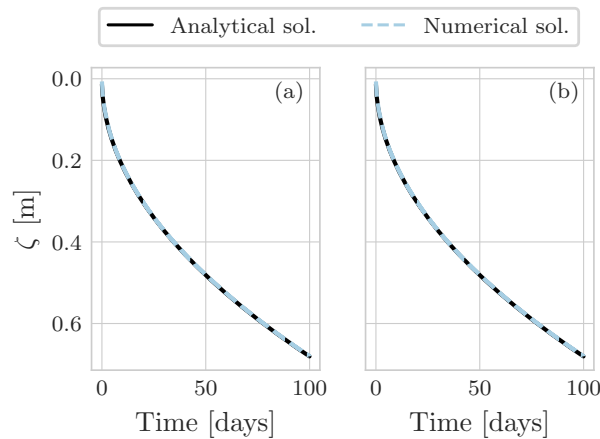 Analytical sol. Numerical sol.
(a) (b)
0.0
0.2
0.4
0.6
ζ [m]
0 50 100 0 50 100
Time [days] Time [days]